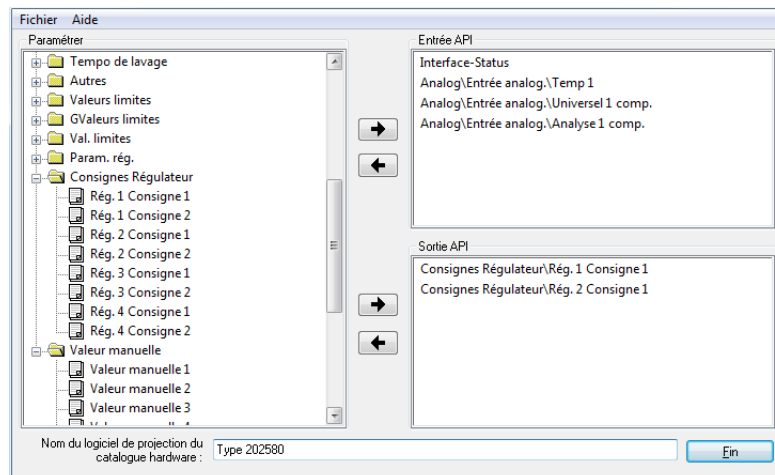 Fichier Aide
Paramétrer
Tempo de lavage
Autres
Valeurs limites
GValeurs limites
Val. limites
Param. rég.
Consignes Régulateur
Rég. 1 Consigne 1
Rég. 1 Consigne 2
Rég. 2 Consigne 1
Rég. 2 Consigne 2
Rég. 3 Consigne 1
Rég. 3 Consigne 2
Rég. 4 Consigne 1
Rég. 4 Consigne 2
Valeur manuelle
Valeur manuelle 1
Valeur manuelle 2
Valeur manuelle 3
Entrée API
Interface-Status
Analog\Entrée analog.\Temp 1
Analog\Entrée analog.\Universel 1 comp.
Analog\Entrée analog.\Analyse 1 comp.
Sortie API
Consignes Régulateur\Rég. 1 Consigne 1
Consignes Régulateur\Rég. 2 Consigne 1
Nom du logiciel de projection du
catalogue hardware :
Type 202580
Fin